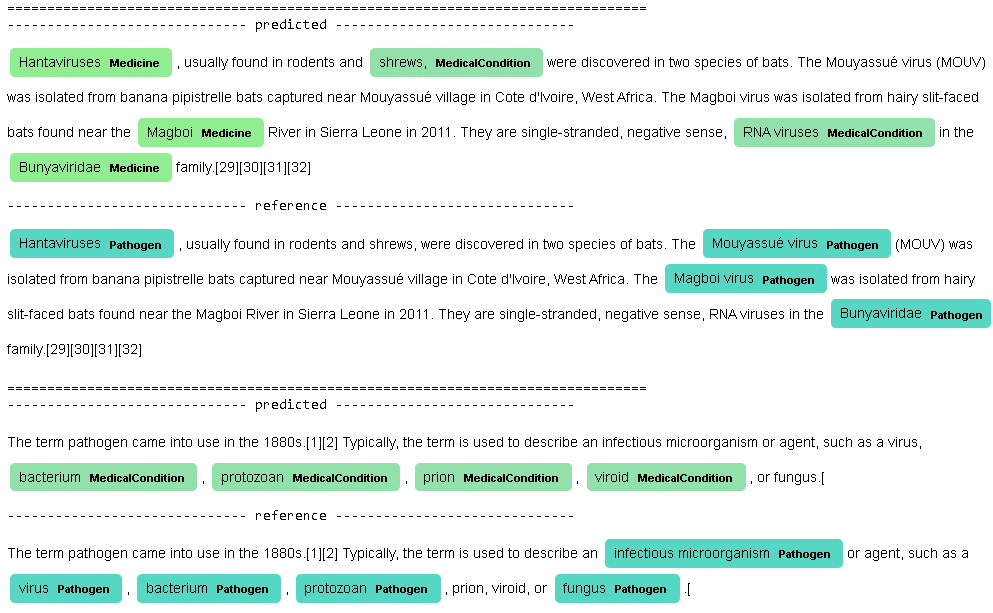 ================================================================================
------------------------------ predicted ------------------------------
Hantaviruses Medicine , usually found in rodents and shrews, MedicalCondition were discovered in two species of bats. The Mouyassué virus (MOUV)
was isolated from banana pipistrelle bats captured near Mouyassué village in Cote d'Ivoire, West Africa. The Magboi virus was isolated from hairy slit-faced
bats found near the Magboi Medicine River in Sierra Leone in 2011. They are single-stranded, negative sense, RNA viruses MedicalCondition in the
Bunyaviridae Medicine family.[29][30][31][32]
------------------------------ reference ------------------------------
Hantaviruses Pathogen , usually found in rodents and shrews, were discovered in two species of bats. The Mouyassué virus Pathogen (MOUV) was
isolated from banana pipistrelle bats captured near Mouyassué village in Cote d'Ivoire, West Africa. The Magboi virus Pathogen was isolated from hairy
slit-faced bats found near the Magboi River in Sierra Leone in 2011. They are single-stranded, negative sense, RNA viruses in the Bunyaviridae Pathogen
family.[29][30][31][32]
================================================================================
------------------------------ predicted ------------------------------
The term pathogen came into use in the 1880s.[1][2] Typically, the term is used to describe an infectious microorganism or agent, such as a virus,
bacterium MedicalCondition , protozoan MedicalCondition , prion MedicalCondition , viroid MedicalCondition , or fungus.[
------------------------------ reference ------------------------------
The term pathogen came into use in the 1880s.[1][2] Typically, the term is used to describe an infectious microorganism Pathogen or agent, such as a
virus Pathogen , bacterium Pathogen , protozoan Pathogen , prion, viroid, or fungus Pathogen .[